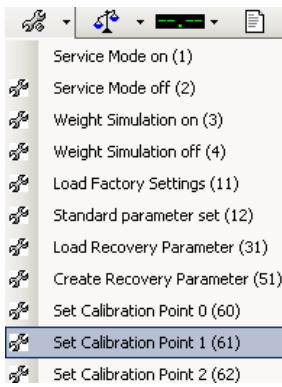 --.--
Service Mode on (1)
Service Mode off (2)
Weight Simulation on (3)
Weight Simulation off (4)
Load Factory Settings (11)
Standard parameter set (12)
Load Recovery Parameter (31)
Create Recovery Parameter (51)
Set Calibration Point 0 (60)
Set Calibration Point 1 (61)
Set Calibration Point 2 (62)